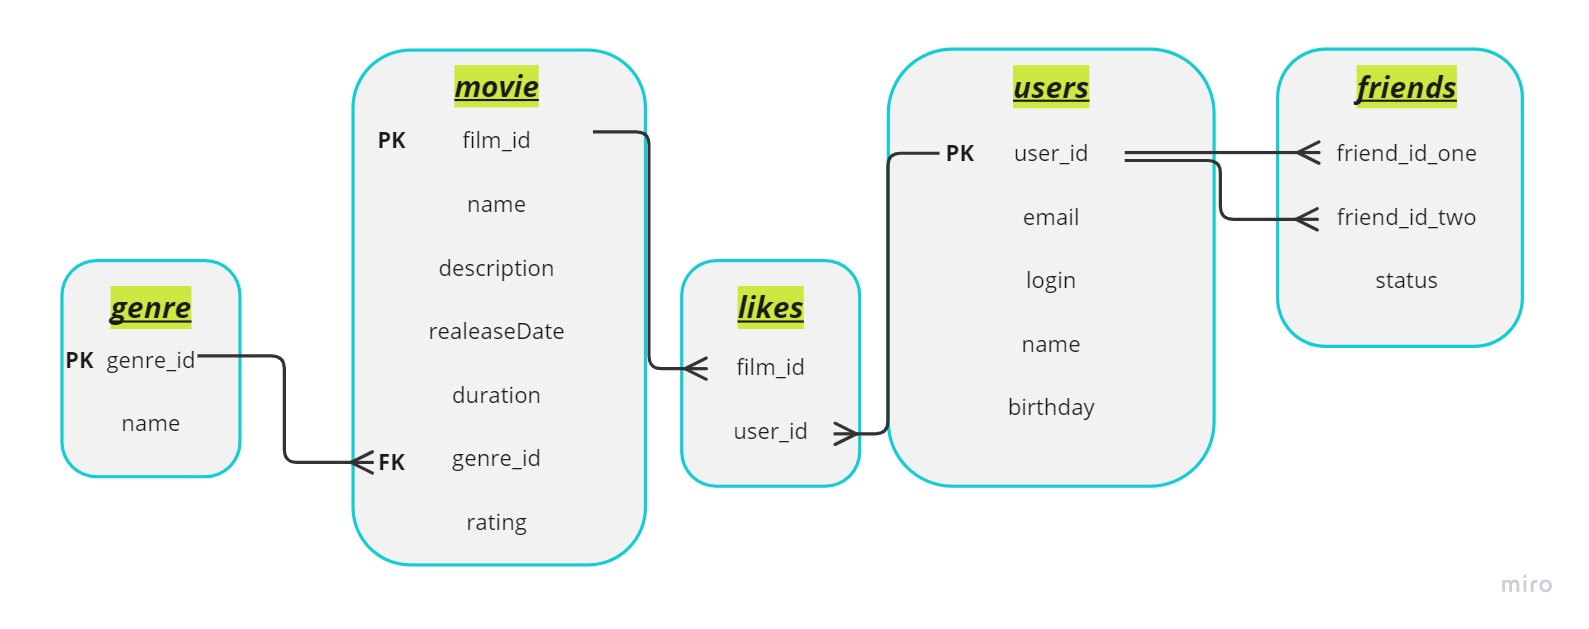 genre
PK genre_id
name
movie
PK film_id
name
description
realeaseDate
duration
FK genre_id
rating
likes
film_id
user_id
users
PK user_id
email
login
name
birthday
friends
friend_id_one
friend_id_two
status
miro